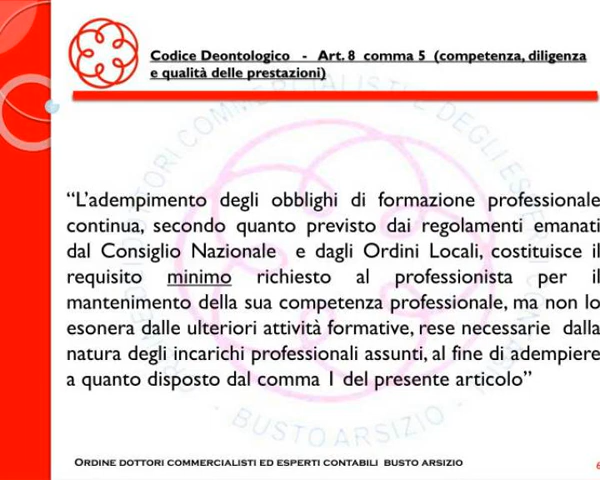 Codice Deontologico - Art. 8 comma 5 (competenza, diligenza
e qualità delle prestazioni)
“L’adempimento degli obblighi di formazione professionale
continua, secondo quanto previsto dai regolamenti emanati
dal Consiglio Nazionale e dagli Ordini Locali, costituisce il
requisito minimo richiesto al professionista per il
mantenimento della sua competenza professionale, ma non lo
esonera dalle ulteriori attività formative, rese necessarie dalla
natura degli incarichi professionali assunti, al fine di adempiere
a quanto disposto dal comma 1 del presente articolo”
BUSTO ARSIZIO
ORDINE DOTTORI COMMERCIALISTI ED ESPERTI CONTABILI BUSTO ARSIZIO
6